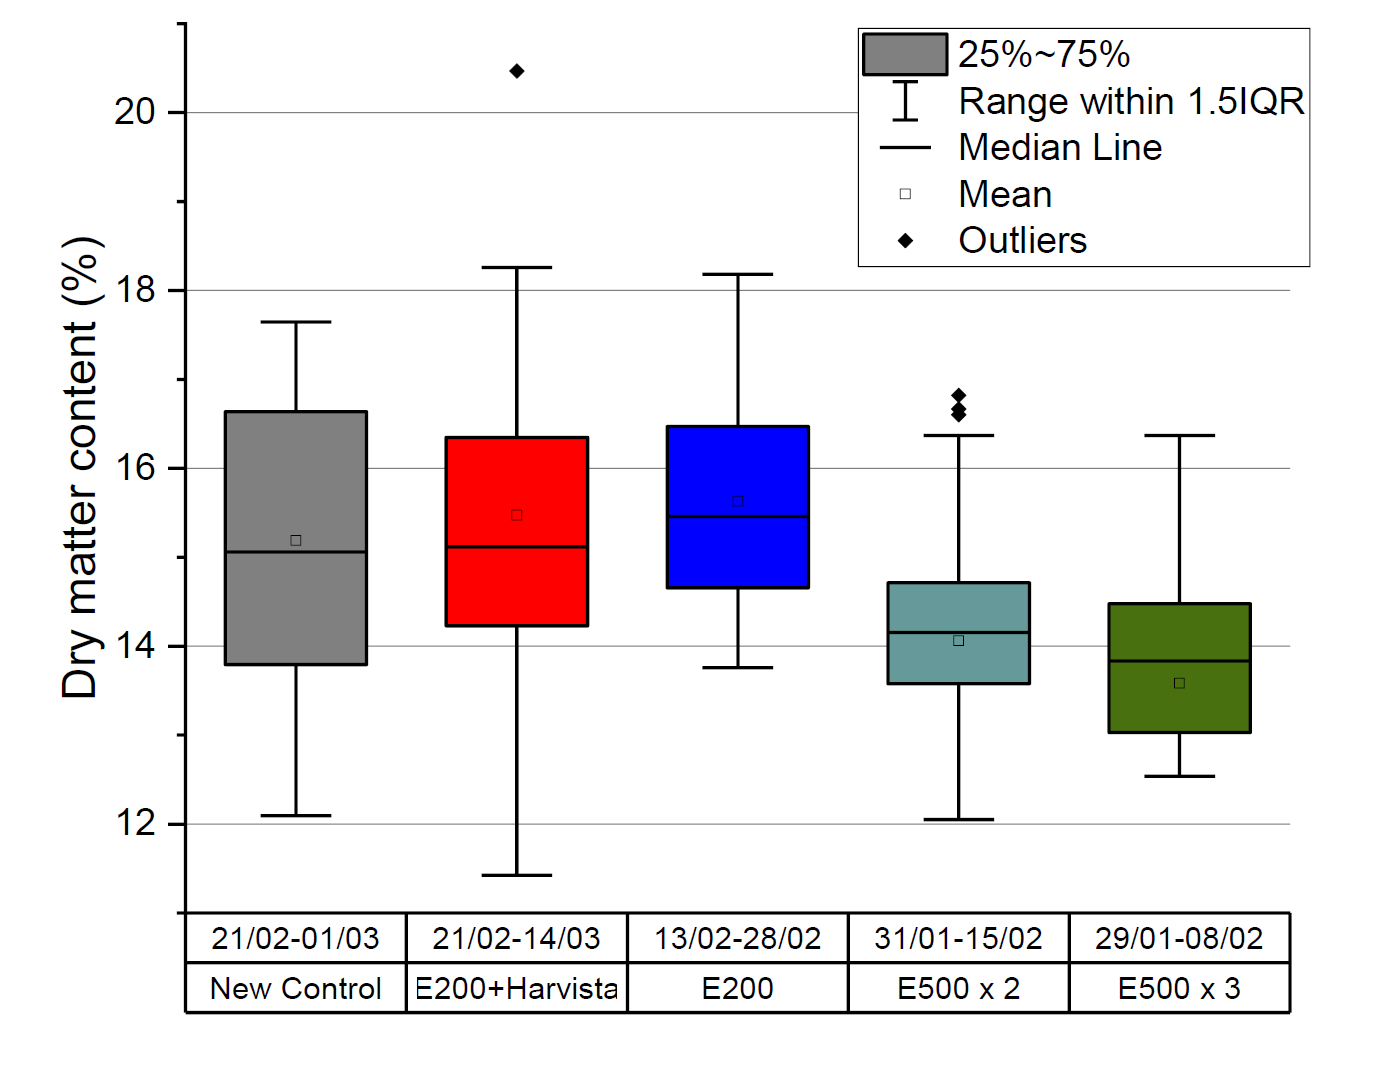 25%~75%
Range within 1.5IQR
Median Line
Mean
Outliers
Dry matter content (%)
20
18
16
14
12
21/02-01/03 21/02-14/03 13/02-28/02 31/01-15/02 29/01-08/02
New Control E200+Harvista E200 E500 x 2 E500 x 3